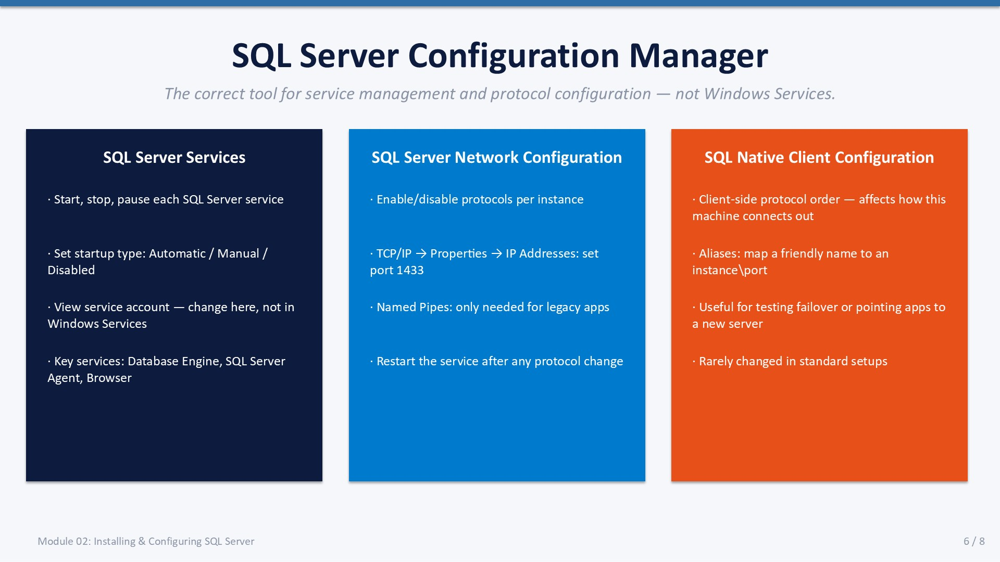 SQL Server Configuration Manager
The correct tool for service management and protocol configuration — not Windows Services.
SQL Server Services
· Start, stop, pause each SQL Server service
· Set startup type: Automatic / Manual /
Disabled
· View service account — change here, not in
Windows Services
· Key services: Database Engine, SQL Server
Agent, Browser
SQL Server Network Configuration
· Enable/disable protocols per instance
· TCP/IP → Properties → IP Addresses: set
port 1433
· Named Pipes: only needed for legacy apps
· Restart the service after any protocol change
SQL Native Client Configuration
· Client-side protocol order — affects how this
machine connects out
· Aliases: map a friendly name to an
instance\port
· Useful for testing failover or pointing apps to
a new server
· Rarely changed in standard setups
Module 02: Installing & Configuring SQL Server
6 / 8